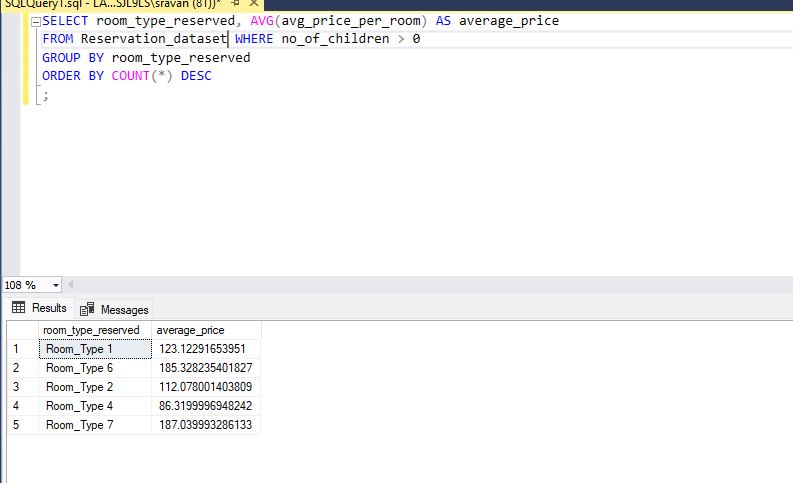 SQLQuery1.sql - LA...SJL9LS\sravan (81))*
SELECT room_type_reserved, AVG(avg_price_per_room) AS average_price
FROM Reservation_dataset WHERE no_of_children > 0
GROUP BY room_type_reserved
ORDER BY COUNT(*) DESC
;
108 %
Results Messages
room_type_reserved average_price
1 Room_Type 1 123.12291653951
2 Room_Type 6 185.328235401827
3 Room_Type 2 112.078001403809
4 Room_Type 4 86.3199996948242
5 Room_Type 7 187.039993286133